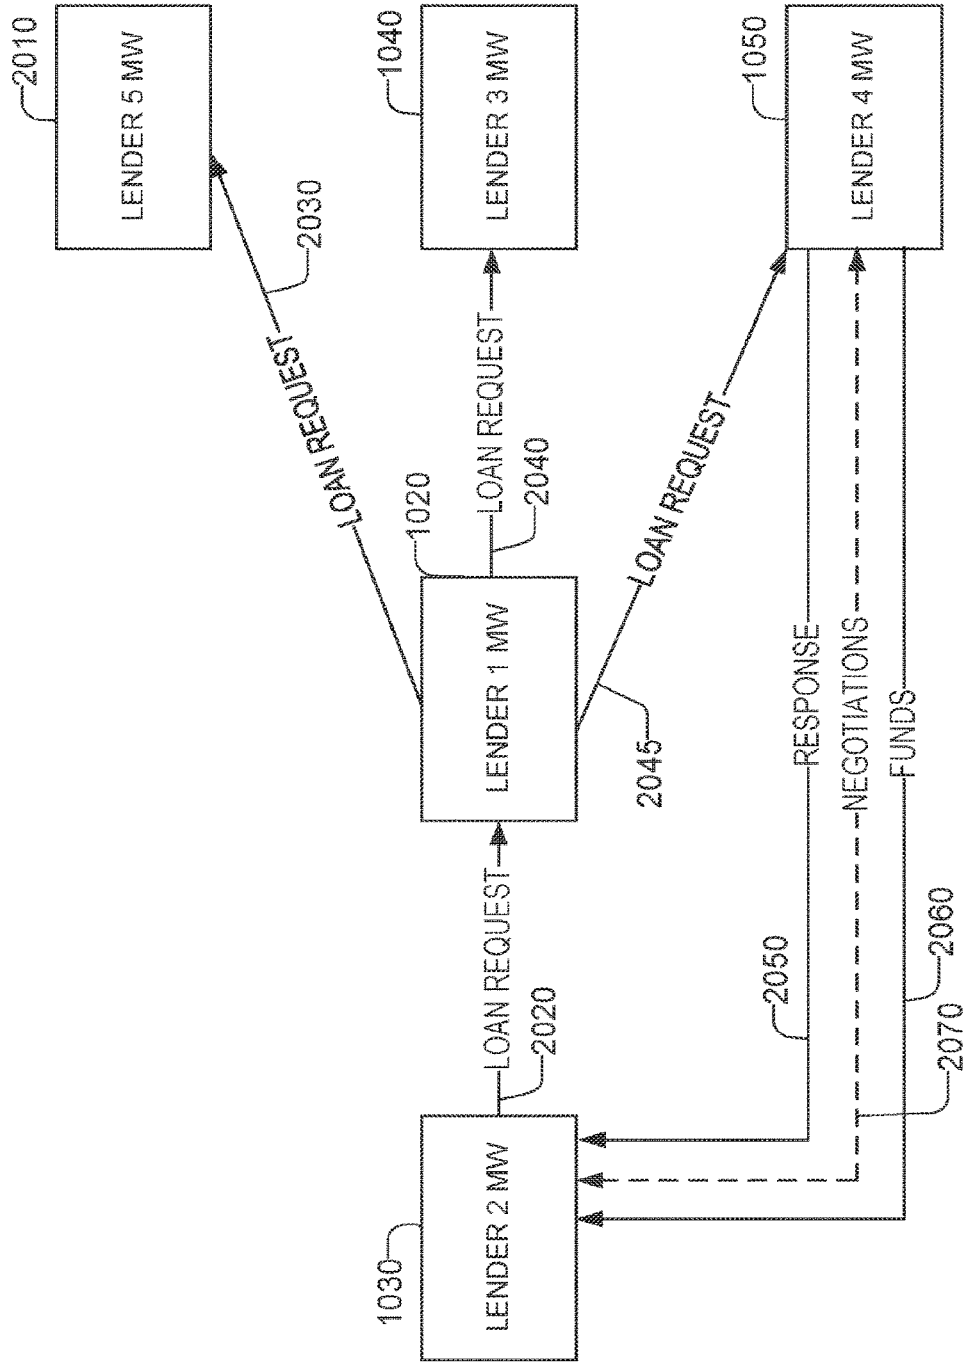 2010
LENDER 5 MW
2030
LOAN REQUEST
1040
LENDER 3 MW
LOAN REQUEST
2040
1020
LENDER 1 MW
LOAN REQUEST
2020
1030
LENDER 2 MW
LOAN REQUEST
2045
1050
LENDER 4 MW
RESPONSE
2050
NEGOTIATIONS
FUNDS
2060
2070